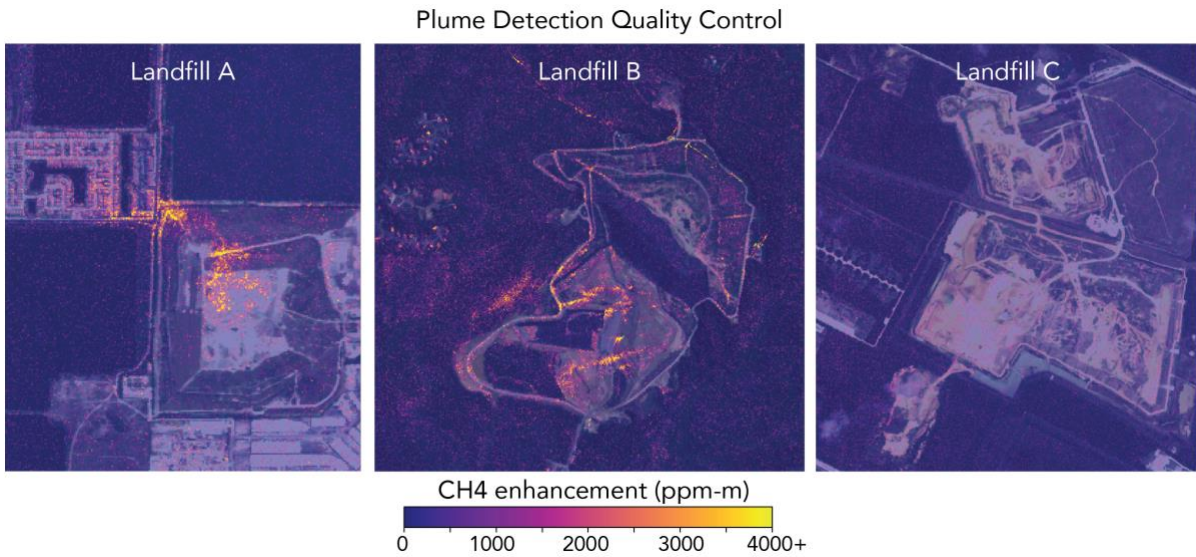 Plume Detection Quality Control
Landfill A
Landfill B
Landfill C
CH4 enhancement (ppm-m)
0 1000 2000 3000 4000+